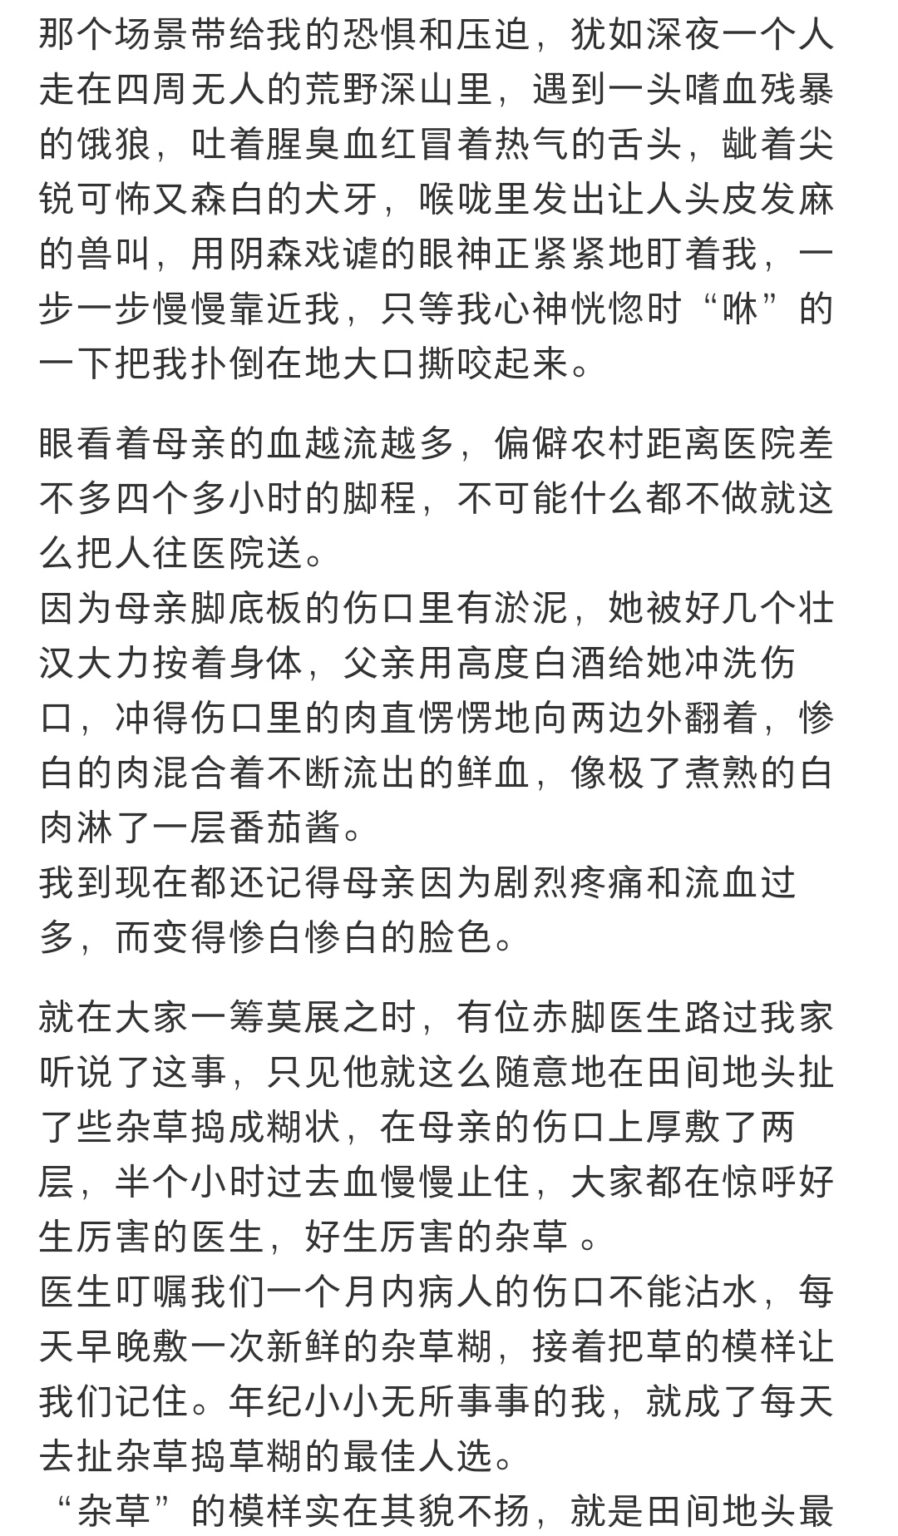 那个场景带给我的恐惧和压迫，犹如深夜一个人
走在四周无人的荒野深山里，遇到一头嗜血残暴
的饿狼，吐着腥臭血红冒着热气的舌头，龇着尖
锐可怖又森白的犬牙，喉咙里发出让人头皮发麻
的兽叫，用阴森戏谑的眼神正紧紧地盯着我，一
步一步慢慢靠近我，只等我心神恍惚时“咻”的
一下把我扑倒在地大口撕咬起来。
眼看着母亲的血越流越多，偏僻农村距离医院差
不多四个多小时的脚程，不可能什么都不做就这
么把人往医院送。
因为母亲脚底板的伤口里有淤泥，她被好几个壮
汉大力按着身体，父亲用高度白酒给她冲洗伤
口，冲得伤口里的肉直愣愣地向两边外翻着，惨
白的肉混合着不断流出的鲜血，像极了煮熟的白
肉淋了一层番茄酱。
我到现在都还记得母亲因为剧烈疼痛和流血过
多，而变得惨白惨白的脸色。
就在大家一筹莫展之时，有位赤脚医生路过我家
听说了这事，只见他就这么随意地在田间地头扯
了些杂草捣成糊状，在母亲的伤口上厚敷了两
层，半个小时过去血慢慢止住，大家都在惊呼好
生厉害的医生，好生厉害的杂草 。
医生叮嘱我们一个月内病人的伤口不能沾水，每
天早晚敷一次新鲜的杂草糊，接着把草的模样让
我们记住。年纪小小无所事事的我，就成了每天
去扯杂草捣草糊的最佳人选。
“杂草”的模样实在其貌不扬，就是田间地头最